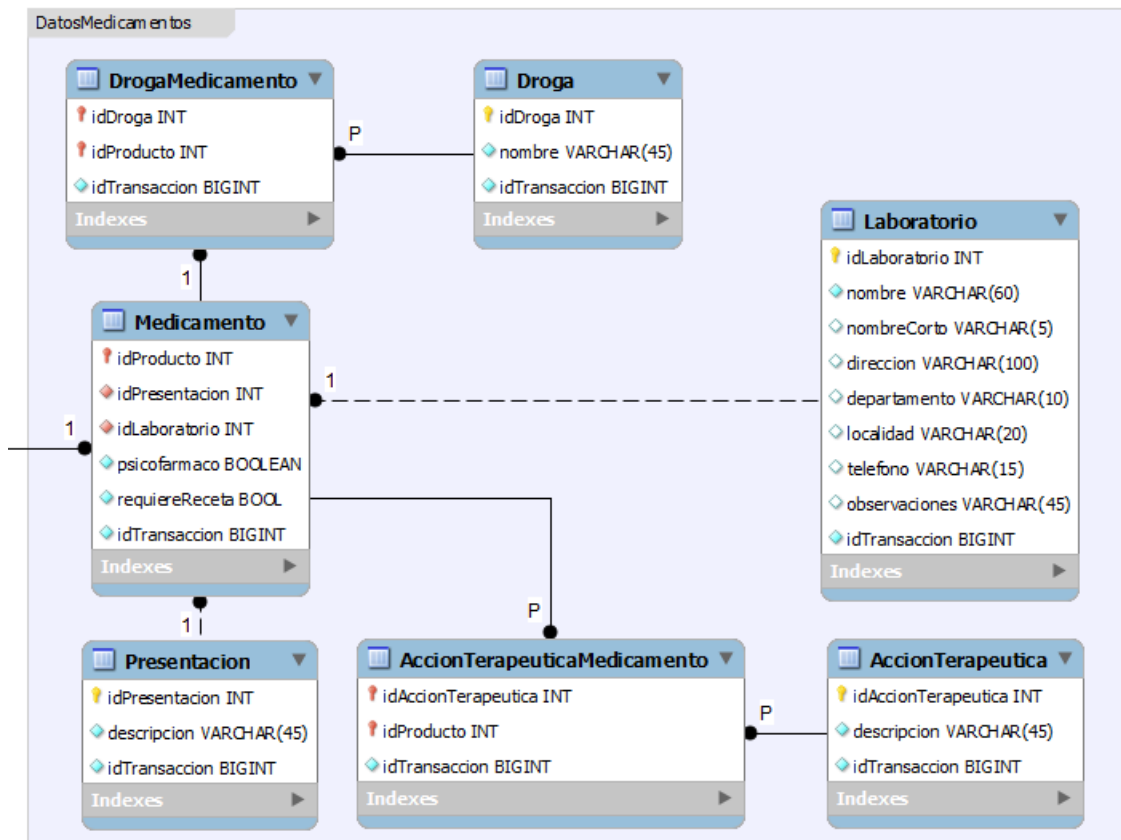 DatosMedicamentos
DrogaMedicamento
idDroga INT
idProducto INT
idTransaccion BIGINT
Indexes
P
Droga
idDroga INT
nombre VARCHAR(45)
idTransaccion BIGINT
Indexes
1
Laboratorio
idLaboratorio INT
nombre VARCHAR(60)
nombreCorto VARCHAR(5)
direccion VARCHAR(100)
departamento VARCHAR(10)
localidad VARCHAR(20)
telefono VARCHAR(15)
observaciones VARCHAR(45)
idTransaccion BIGINT
Indexes
Medicamento
idProducto INT
idPresentacion INT
idLaboratorio INT
psicofarmaco BOOLEAN
requiereReceta BOOL
idTransaccion BIGINT
Indexes
1
1
1
P
Presentacion
idPresentacion INT
descripcion VARCHAR(45)
idTransaccion BIGINT
Indexes
AccionTerapeuticaMedicamento
idAccionTerapeutica INT
idProducto INT
idTransaccion BIGINT
Indexes
P
AccionTerapeutica
idAccionTerapeutica INT
descripcion VARCHAR(45)
idTransaccion BIGINT
Indexes